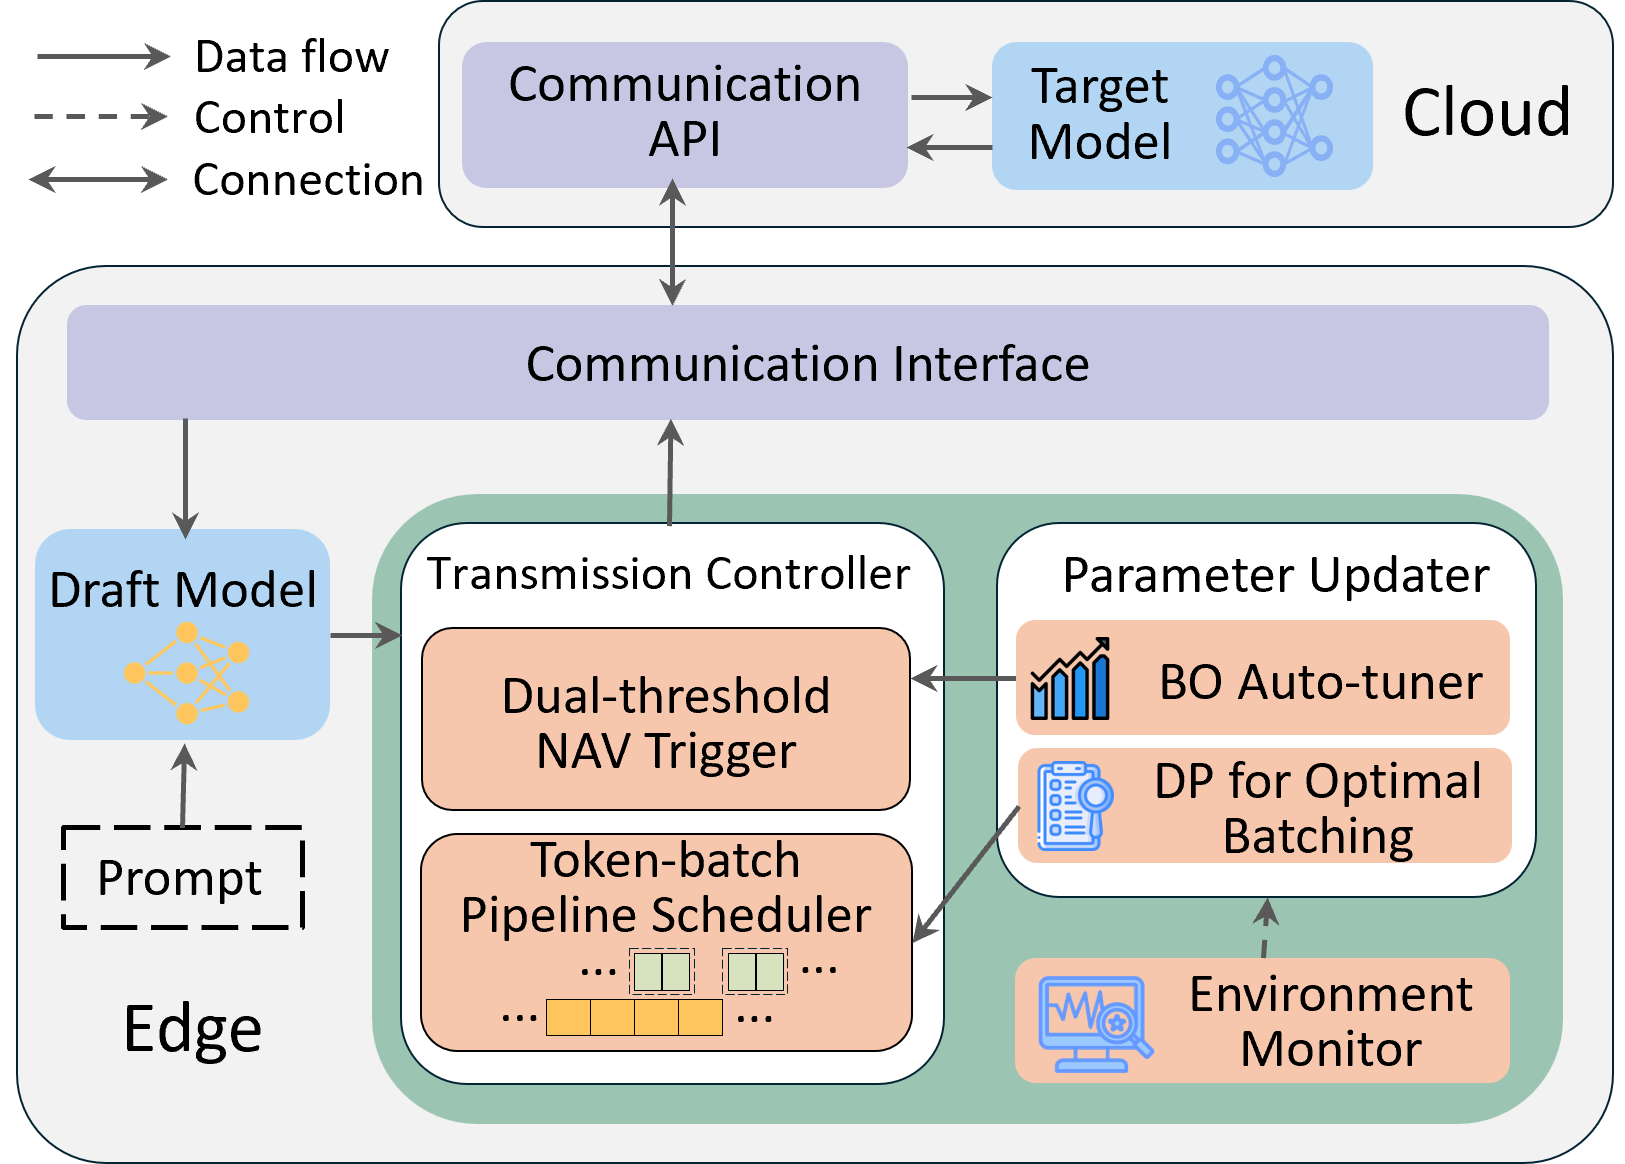 Data flow
Control
Connection
Communication
API
Target
Model
Cloud
Communication Interface
Draft Model
Prompt
Edge
Transmission Controller
Dual-threshold
NAV Trigger
Token-batch
Pipeline Scheduler
... ...
... ...
Parameter Updater
BO Auto-tuner
DP for Optimal
Batching
Environment
Monitor